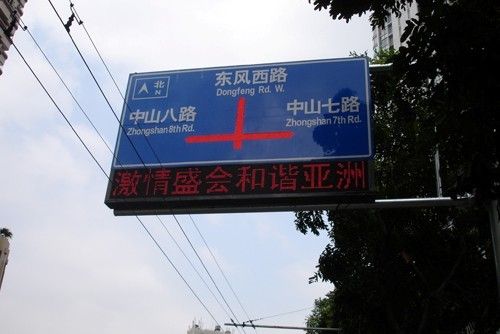 北
N
东风西路
Dongfeng Rd. W.
中山八路
Zhongshan 8th Rd.
中山七路
Zhongshan 7th Rd.
激情盛会和谐亚洲